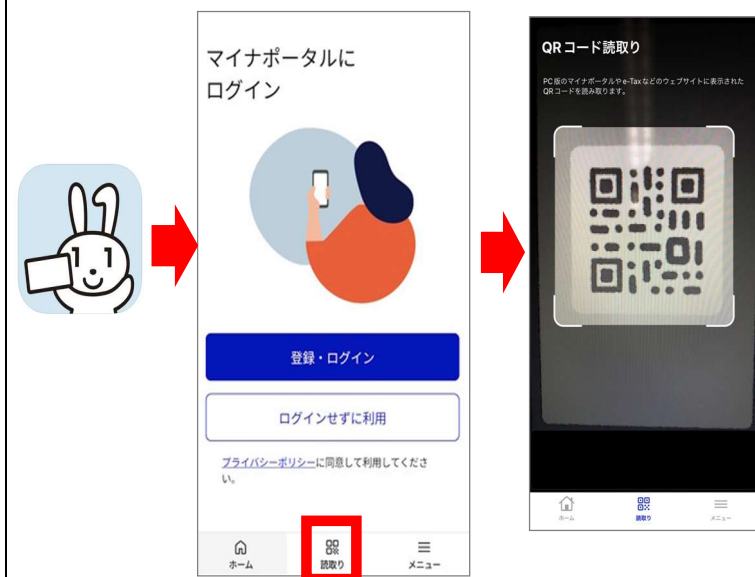 マイナポータルに
ログイン
登録・ログイン
ログインせずに利用
プライバシーポリシーに同意して利用してくださ
い。
ホーム
読取り
メニュー
QRコード読取り
PC版のマイナポータルやe-Taxなどのウェブサイトに表示された
QRコードを読み取ります。
ホーム
読取り
メニュー